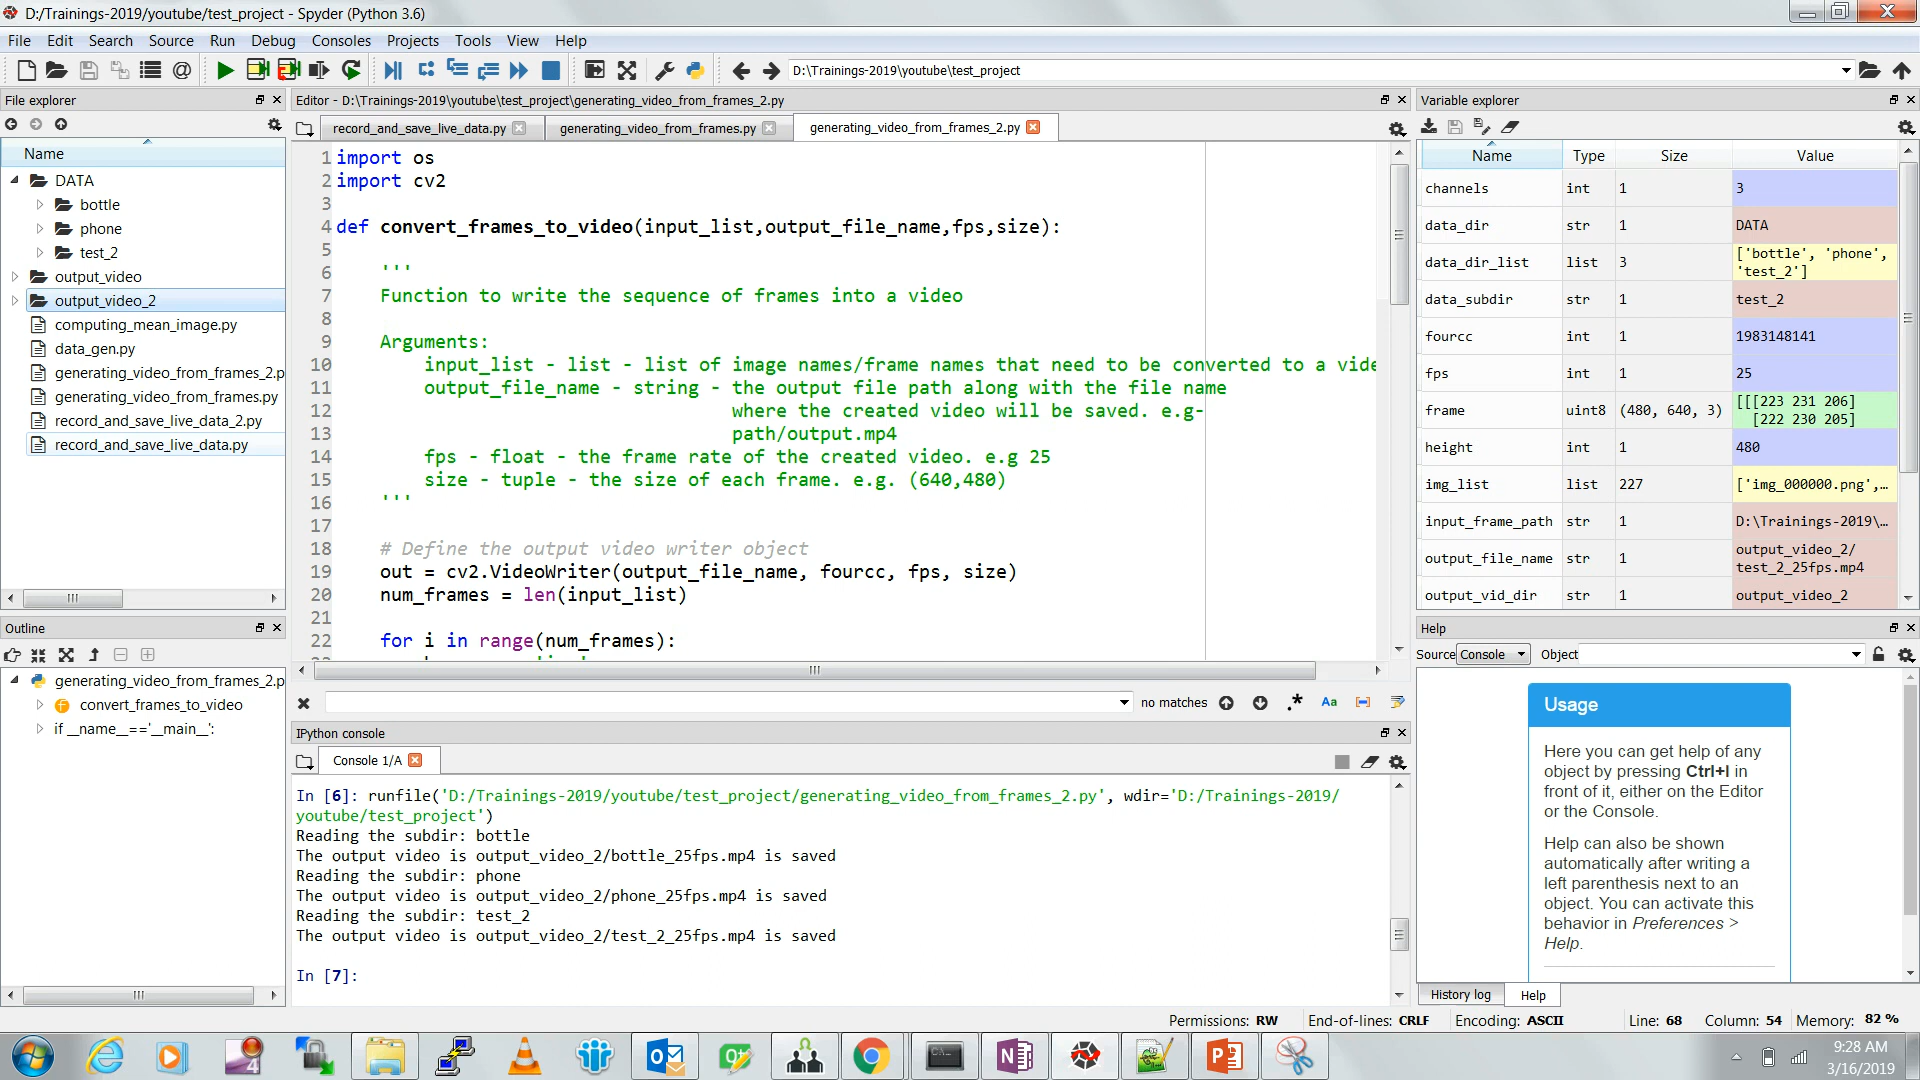 D:/Trainings-2019/youtube/test_project - Spyder (Python 3.6)
File Edit Search Source Run Debug Consoles Projects Tools View Help
D:\Trainings-2019\youtube\test_project
File explorer
Name
DATA
bottle
phone
test_2
output_video
output_video_2
computing_mean_image.py
data_gen.py
generating_video_from_frames_2.p
generating_video_from_frames.py
record_and_save_live_data_2.py
record_and_save_live_data.py
Outline
generating_video_from_frames_2.p
convert_frames_to_video
if __name__=='__main__':
Editor - D:\Trainings-2019\youtube\test_project\generating_video_from_frames_2.py
record_and_save_live_data.py generating_video_from_frames.py generating_video_from_frames_2.py
1 import os
2 import cv2
3
4 def convert_frames_to_video(input_list,output_file_name,fps,size):
5
6 '''
7 Function to write the sequence of frames into a video
8
9 Arguments:
10 input_list - list - list of image names/frame names that need to be converted to a vide
11 output_file_name - string - the output file path along with the file name
12 where the created video will be saved. e.g-
13 path/output.mp4
14 fps - float - the frame rate of the created video. e.g 25
15 size - tuple - the size of each frame. e.g. (640,480)
16 '''
17
18 # Define the output video writer object
19 out = cv2.VideoWriter(output_file_name, fourcc, fps, size)
20 num_frames = len(input_list)
21
22 for i in range(num_frames):
no matches
Aa
IPython console
Console 1/A
In [6]: runfile('D:/Trainings-2019/youtube/test_project/generating_video_from_frames_2.py', wdir='D:/Trainings-2019/
youtube/test_project')
Reading the subdir: bottle
The output video is output_video_2/bottle_25fps.mp4 is saved
Reading the subdir: phone
The output video is output_video_2/phone_25fps.mp4 is saved
Reading the subdir: test_2
The output video is output_video_2/test_2_25fps.mp4 is saved
In [7]:
Variable explorer
Name Type Size Value
channels int 1 3
data_dir str 1 DATA
data_dir_list list 3 ['bottle', 'phone',
'test_2']
data_subdir str 1 test_2
fourcc int 1 1983148141
fps int 1 25
frame uint8 (480, 640, 3) [[[223 231 206]
[222 230 205]
height int 1 480
img_list list 227 ['img_000000.png',...
input_frame_path str 1 D:\Trainings-2019\...
output_file_name str 1 output_video_2/
test_2_25fps.mp4
output_vid_dir str 1 output_video_2
Help
Source Console Object
Usage
Here you can get help of any
object by pressing Ctrl+I in
front of it, either on the Editor
or the Console.
Help can also be shown
automatically after writing a
left parenthesis next to an
object. You can activate this
behavior in Preferences >
Help.
History log Help
Permissions: RW End-of-lines: CRLF Encoding: ASCII Line: 68 Column: 54 Memory: 82 %
9:28 AM
3/16/2019